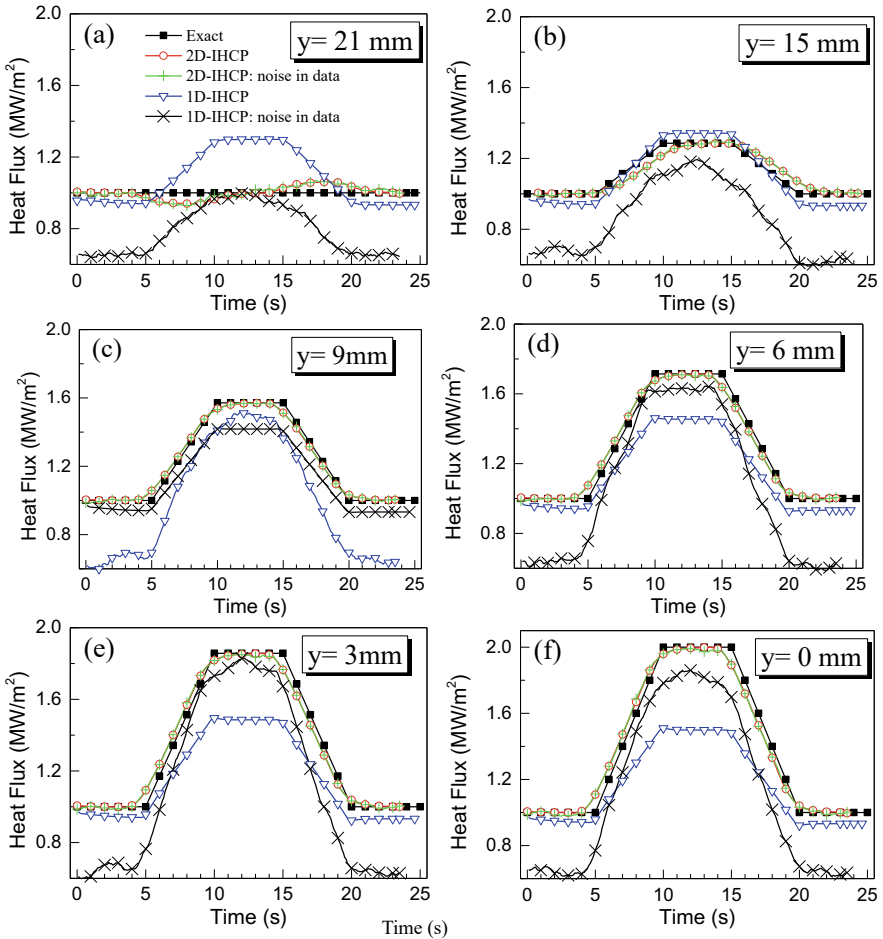 (a)
Exact
2D-IHCP
2D-IHCP: noise in data
1D-IHCP
1D-IHCP: noise in data
y= 21 mm
2.0
1.6
1.2
0.8
Heat Flux (MW/m²)
0 5 10 15 20 25
Time (s)
(b)
y= 15 mm
2.0
1.6
1.2
0.8
Heat Flux (MW/m²)
0 5 10 15 20 25
Time (s)
(c)
y= 9mm
2.0
1.6
1.2
0.8
Heat Flux (MW/m²)
0 5 10 15 20 25
Time (s)
(d)
y= 6 mm
2.0
1.6
1.2
0.8
Heat Flux (MW/m²)
0 5 10 15 20 25
Time (s)
(e)
y= 3mm
2.0
1.6
1.2
0.8
Heat Flux (MW/m²)
0 5 10 15 20 25
Time (s)
(f)
y= 0 mm
2.0
1.6
1.2
0.8
Heat Flux (MW/m²)
0 5 10 15 20 25
Time (s)
Time (s)